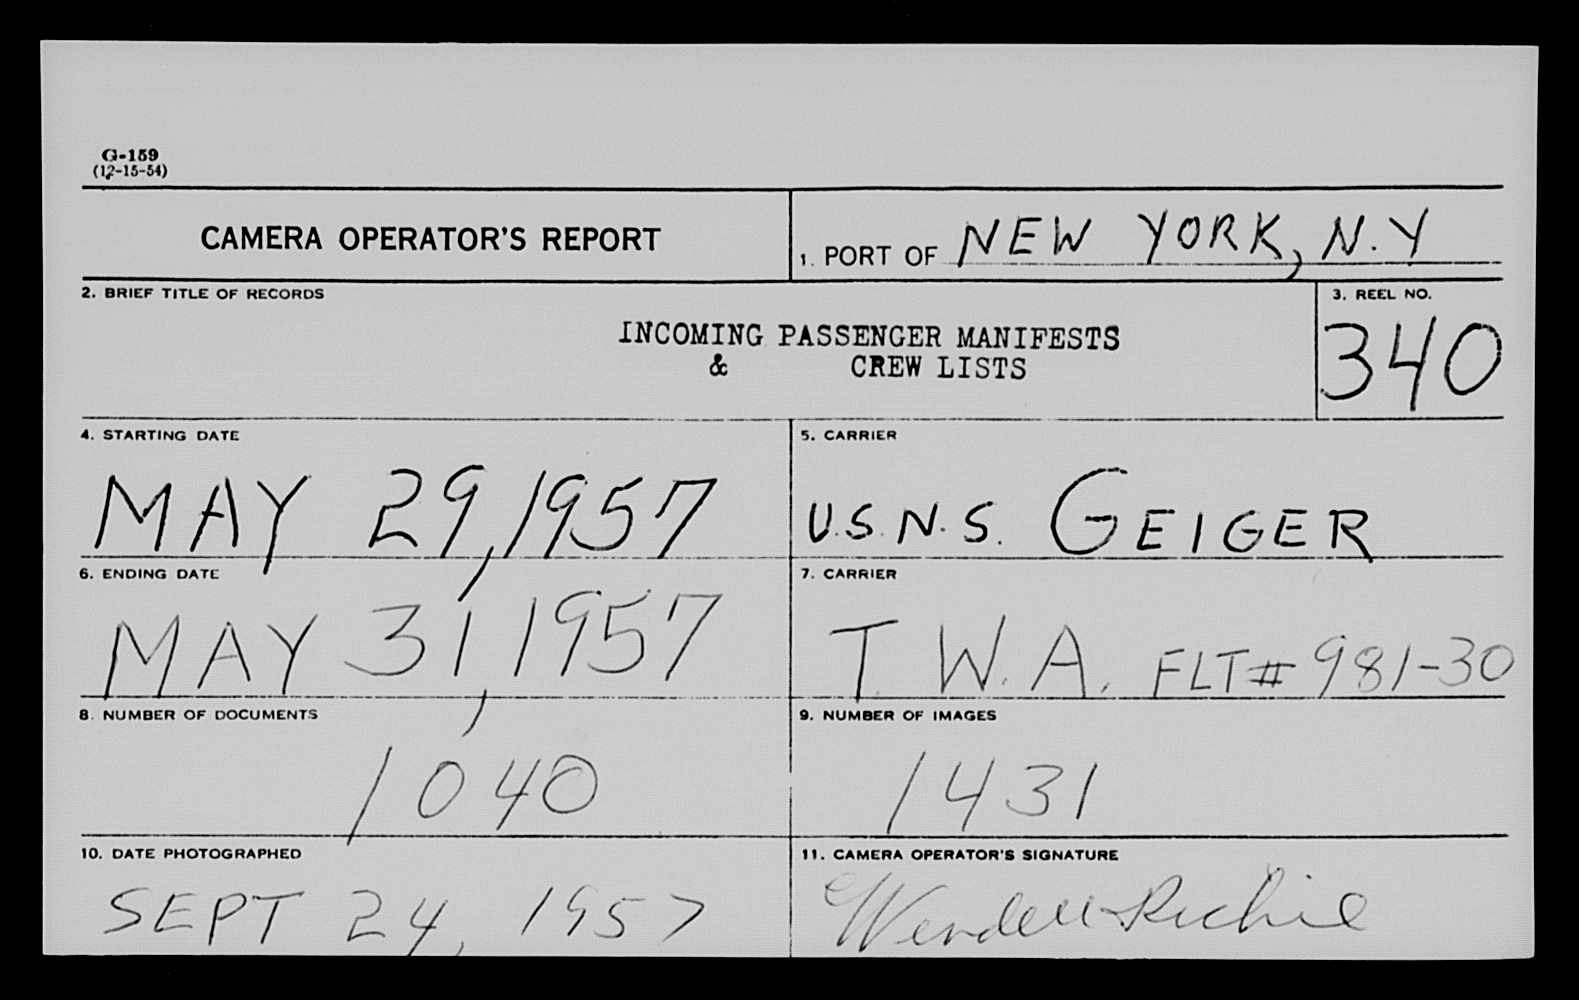 G-159
(12-15-54)
CAMERA OPERATOR'S REPORT
1. PORT OF NEW YORK, N.Y
2. BRIEF TITLE OF RECORDS
INCOMING PASSENGER MANIFESTS
& CREW LISTS
3. REEL NO.
340
4. STARTING DATE
MAY 29, 1957
5. CARRIER
U.S.N.S. GEIGER
6. ENDING DATE
MAY 31, 1957
7. CARRIER
T.W.A. FLT# 981-30
8. NUMBER OF DOCUMENTS
1040
9. NUMBER OF IMAGES
1431
10. DATE PHOTOGRAPHED
SEPT 24, 1957
11. CAMERA OPERATOR'S SIGNATURE
Wendell Richie